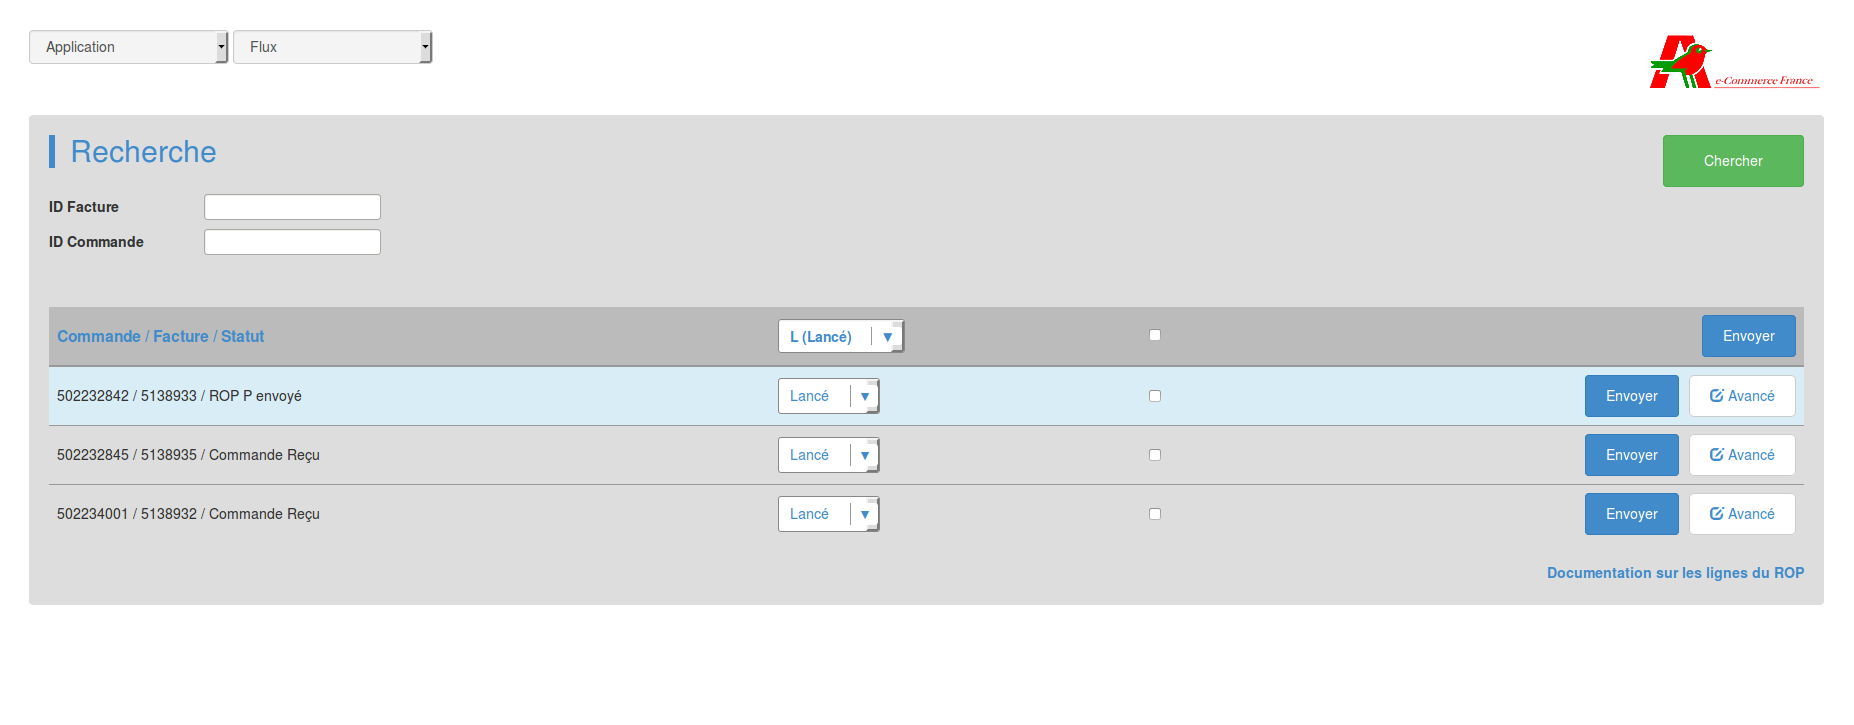 Application Flux
e-Commerce France
Recherche
Chercher
ID Facture
ID Commande
Commande / Facture / Statut L (Lancé) Envoyer
502232842 / 5138933 / ROP P envoyé Lancé Envoyer Avancé
502232845 / 5138935 / Commande Reçu Lancé Envoyer Avancé
502234001 / 5138932 / Commande Reçu Lancé Envoyer Avancé
Documentation sur les lignes du ROP